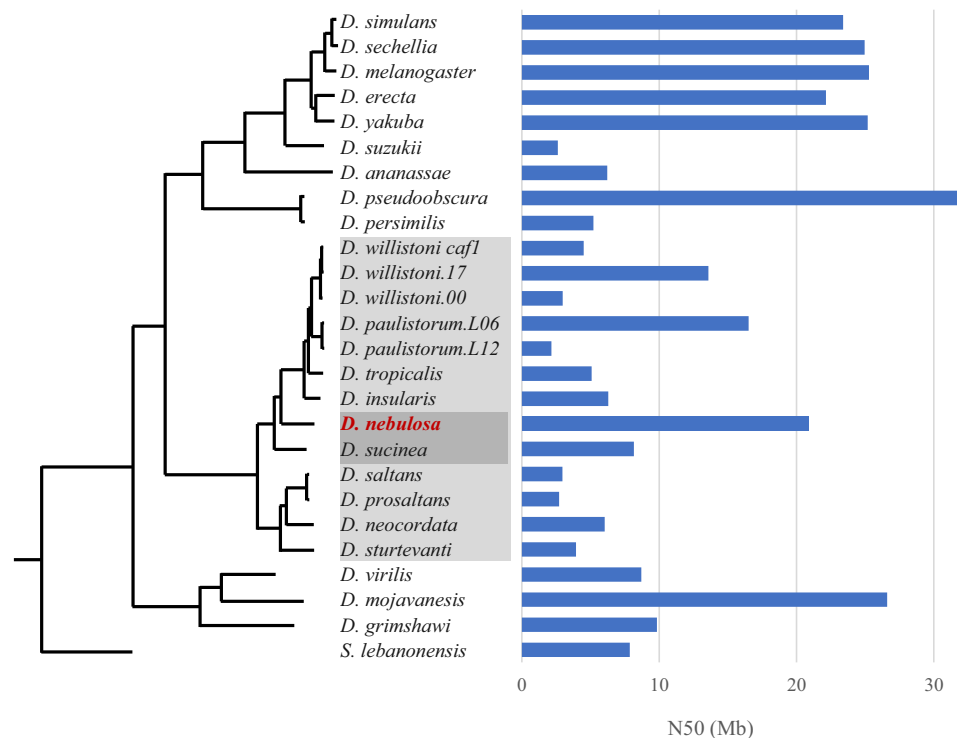 D. simulans
D. sechellia
D. melanogaster
D. erecta
D. yakuba
D. suzukii
D. ananassae
D. pseudoobscura
D. persimilis
D. willistoni caf1
D. willistoni.17
D. willistoni.00
D. paulistorum.L06
D. paulistorum.L12
D. tropicalis
D. insularis
D. nebulosa
D. sucinea
D. saltans
D. prosaltans
D. neocordata
D. sturtevanti
D. virilis
D. mojavanesis
D. grimshawi
S. lebanonensis
0 10 20 30
N50 (Mb)